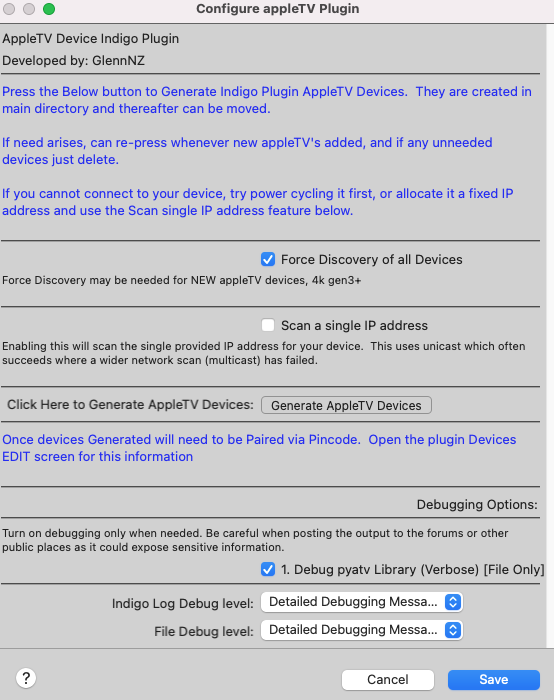 Configure appleTV Plugin
AppleTV Device Indigo Plugin
Developed by: GlennNZ
Press the Below button to Generate Indigo Plugin AppleTV Devices.  They are created in
main directory and thereafter can be moved.
If need arises, can re-press whenever new appleTV's added, and if any unneeded
devices just delete.
If you cannot connect to your device, try power cycling it first, or allocate it a fixed IP
address and use the Scan single IP address feature below.
Force Discovery of all Devices
Force Discovery may be needed for NEW appleTV devices, 4k gen3+
Scan a single IP address
Enabling this will scan the single provided IP address for your device.  This uses unicast which often
succeeds where a wider network scan (multicast) has failed.
Click Here to Generate AppleTV Devices: Generate AppleTV Devices
Once devices Generated will need to be Paired via Pincode.  Open the plugin Devices
EDIT screen for this information
Debugging Options:
Turn on debugging only when needed. Be careful when posting the output to the forums or other
public places as it could expose sensitive information.
1. Debug pyatv Library (Verbose) [File Only]
Indigo Log Debug level: Detailed Debugging Messa...
File Debug level: Detailed Debugging Messa...
? Cancel Save